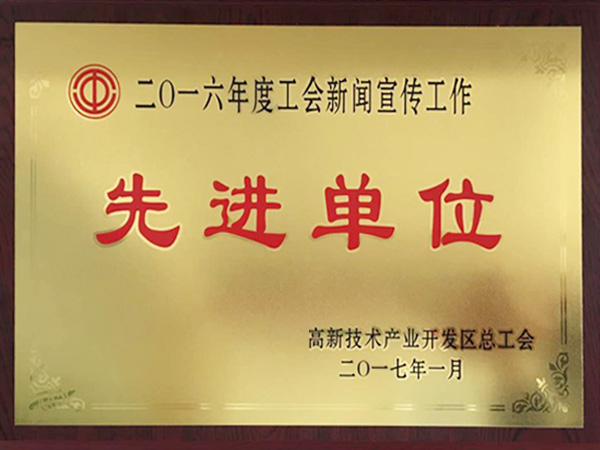 二〇一六年度工会新闻宣传工作
先进单位
高新技术产业开发区总工会
二〇一七年一月